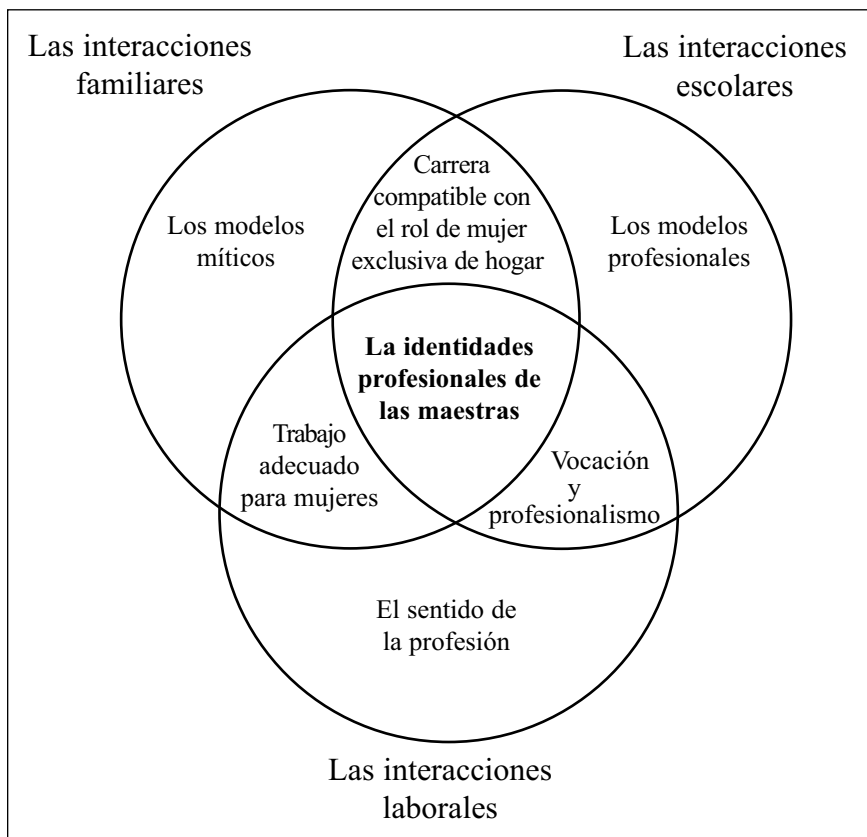 Las interacciones
familiares
Las interacciones
escolares
Carrera
compatible con
el rol de mujer
exclusiva de hogar
Los modelos
míticos
Los modelos
profesionales
La identidades
profesionales de
las maestras
Trabajo
adecuado
para mujeres
Vocación
y
profesionalismo
El sentido de
la profesión
Las interacciones
laborales